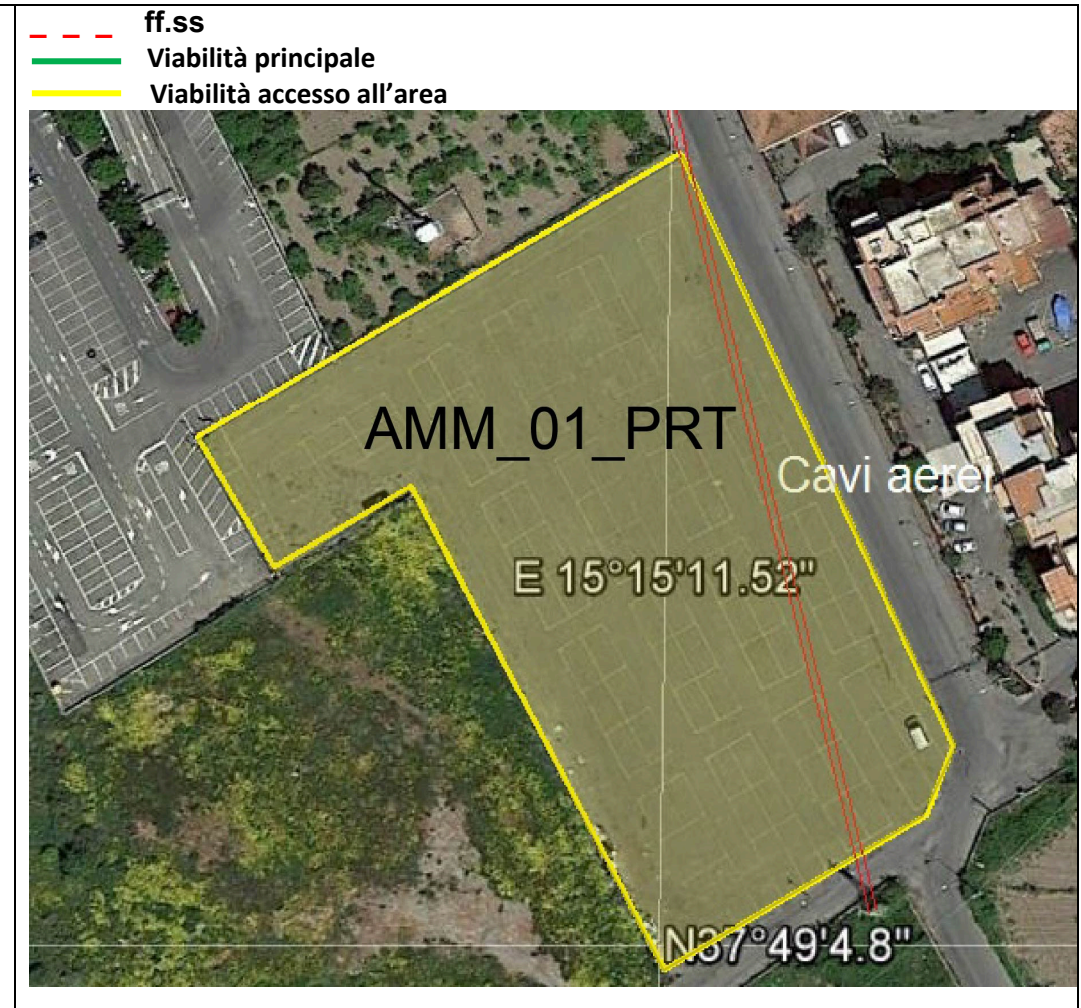 ff.ss
Viabilità principale
Viabilità accesso all’area
AMM_01_PRT
Cavi aerei
E 15°15'11.52"
N37°49'4.8"